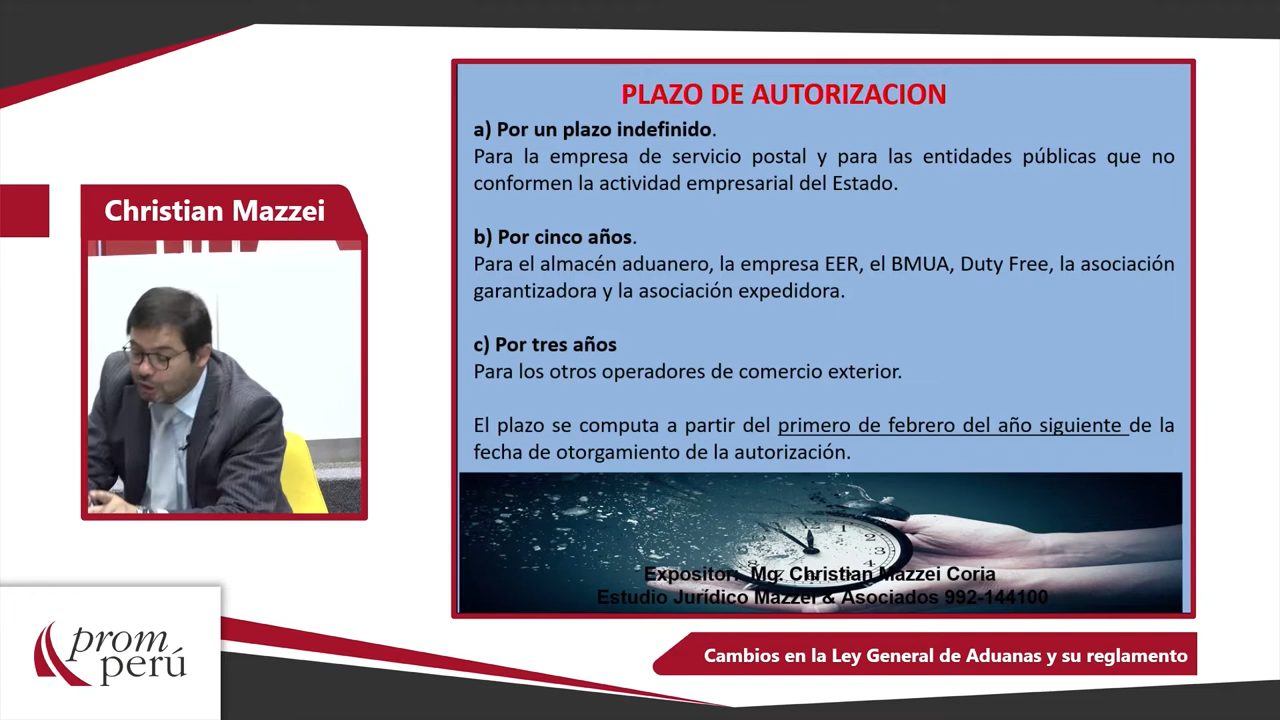 Christian Mazzei
PLAZO DE AUTORIZACION
a) Por un plazo indefinido.
Para la empresa de servicio postal y para las entidades públicas que no
conformen la actividad empresarial del Estado.
b) Por cinco años.
Para el almacén aduanero, la empresa EER, el BMUA, Duty Free, la asociación
garantizadora y la asociación expedidora.
c) Por tres años
Para los otros operadores de comercio exterior.
El plazo se computa a partir del primero de febrero del año siguiente de la
fecha de otorgamiento de la autorización.
Expositor: Mg. Christian Mazzei Coria
Estudio Jurídico Mazzei & Asociados 992-144100
prom
perú
Cambios en la Ley General de Aduanas y su reglamento